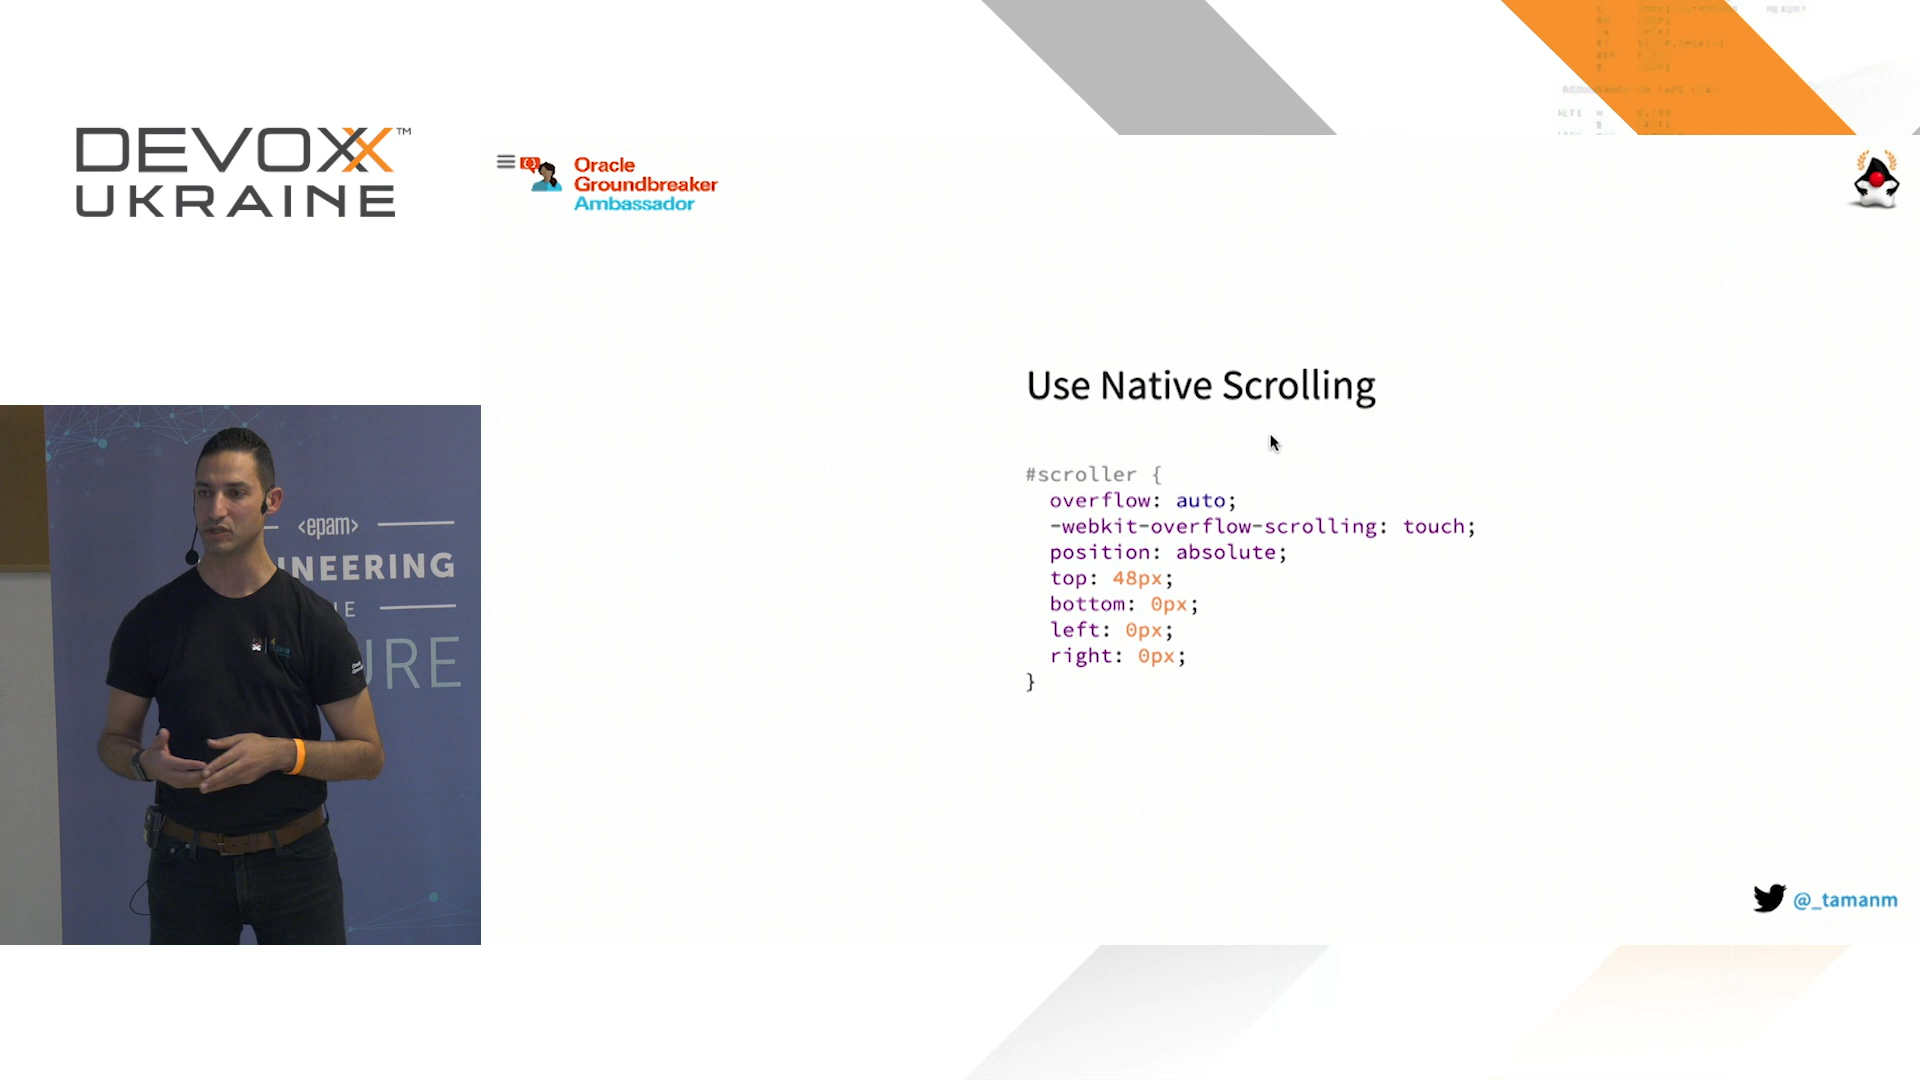 DEVOXX™
UKRAINE
Oracle
Groundbreaker
Ambassador
Use Native Scrolling
#scroller {
overflow: auto;
-webkit-overflow-scrolling: touch;
position: absolute;
top: 48px;
bottom: 0px;
left: 0px;
right: 0px;
}
<epam>
NEERING
URE
@_tamanm